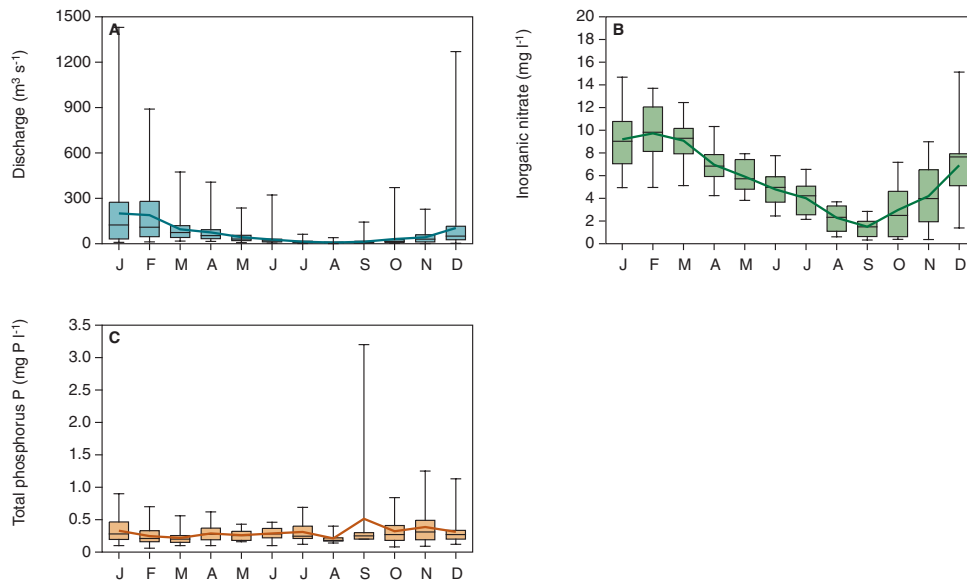 A
Discharge (m³ s⁻¹)
1500
1200
900
600
300
0
J F M A M J J A S O N D
B
Inorganic nitrate (mg l⁻¹)
20
18
16
14
12
10
8
6
4
2
0
J F M A M J J A S O N D
C
Total phosphorus P (mg P l⁻¹)
3.5
3.0
2.5
2.0
1.5
1.0
0.5
0
J F M A M J J A S O N D